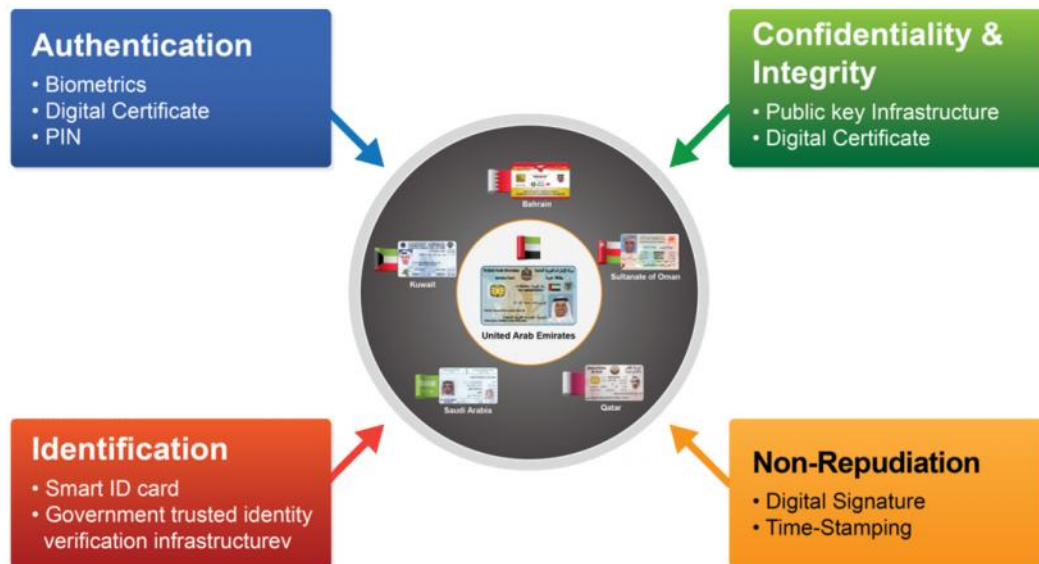 Authentication
• Biometrics
• Digital Certificate
• PIN
Confidentiality &
Integrity
• Public key Infrastructure
• Digital Certificate
Bahrain
Kuwait
Sultanate of Oman
United Arab Emirates
Saudi Arabia
Qatar
Identification
• Smart ID card
• Government trusted identity
verification infrastructurev
Non-Repudiation
• Digital Signature
• Time-Stamping